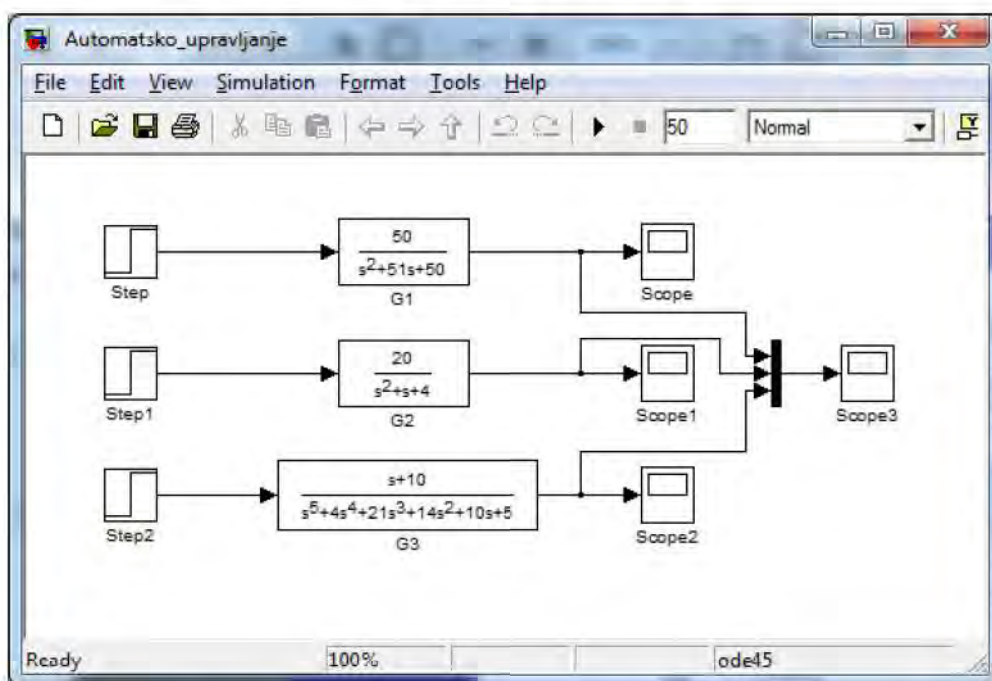 Automatsko_upravljanje
File Edit View Simulation Format Tools Help
50 Normal
50
s²+51s+50
Step
G1
Scope
20
s²+s+4
Step1
G2
Scope1
Scope3
s+10
s⁵+4s⁴+21s³+14s²+10s+5
Step2
G3
Scope2
Ready 100% ode45